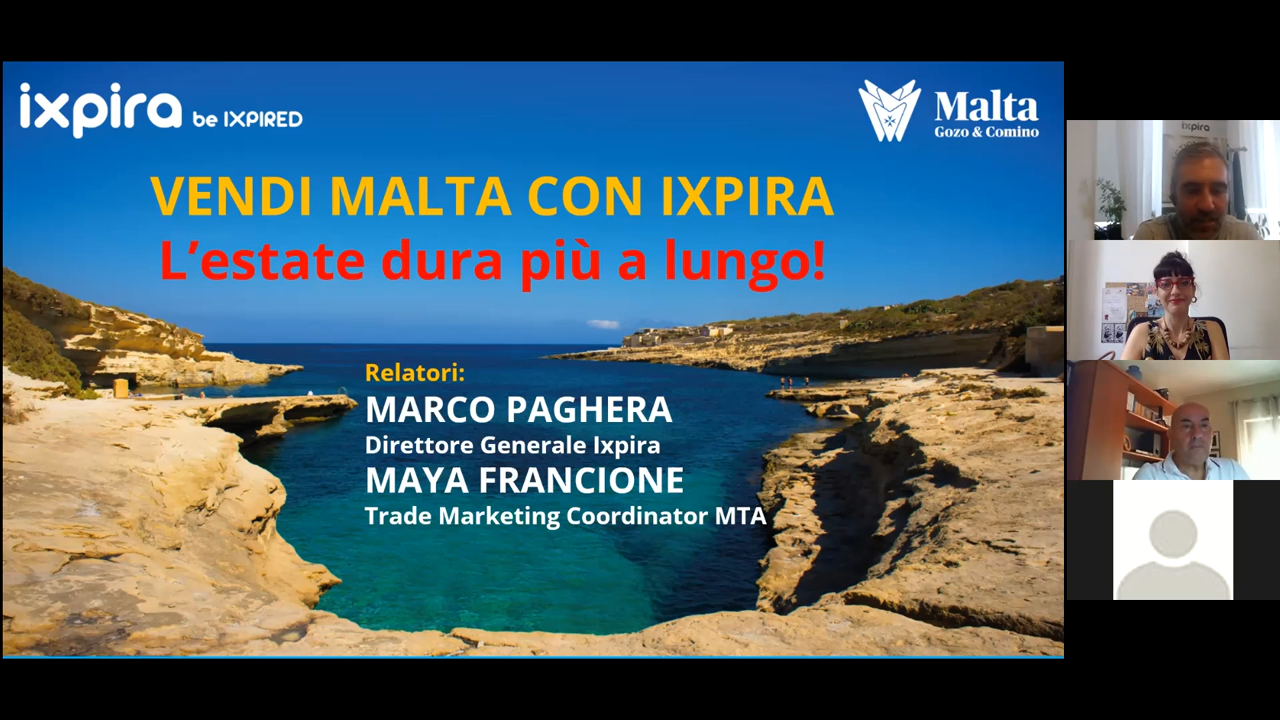 ixpira be IXPIRED
Malta
Gozo & Comino
VENDI MALTA CON IXPIRA
L’estate dura più a lungo!
Relatori:
MARCO PAGHERA
Direttore Generale Ixpira
MAYA FRANCIONE
Trade Marketing Coordinator MTA
ixpira